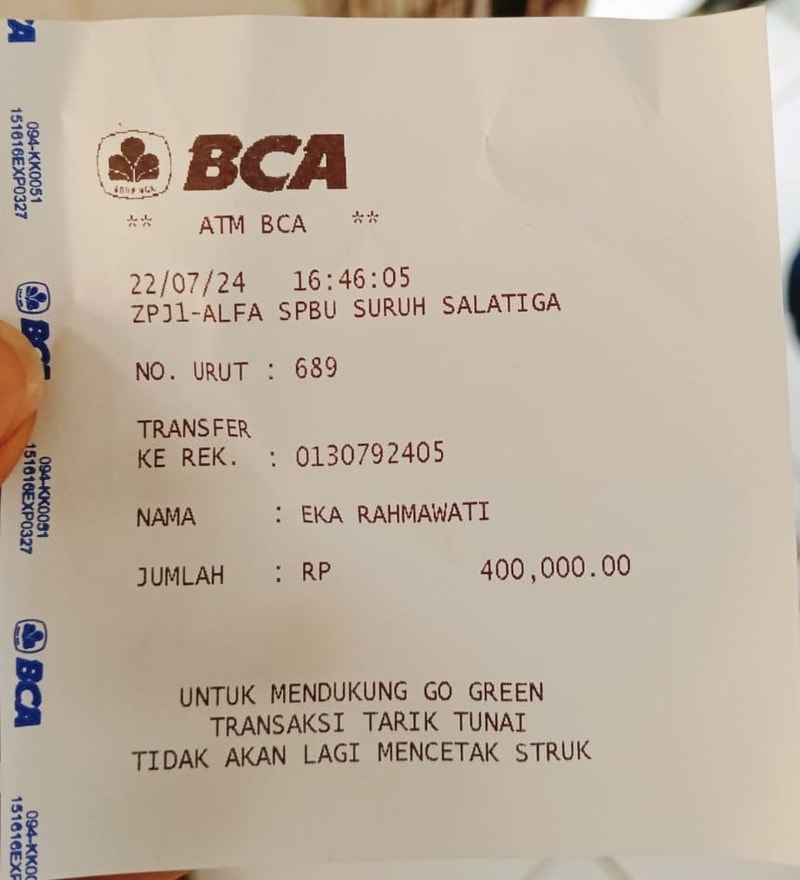 BCA
** ATM BCA **
22/07/24 16:46:05
ZPJ1-ALFA SPBU SURUH SALATIGA
NO. URUT : 689
TRANSFER
KE REK. : 0130792405
NAMA : EKA RAHMAWATI
JUMLAH : RP 400,000.00
UNTUK MENDUKUNG GO GREEN
TRANSAKSI TARIK TUNAI
TIDAK AKAN LAGI MENCETAK STRUK
094-KK0051
151616EXP0327
BCA
094-KK0051
151616EXP0327
BCA
151616EXP0327